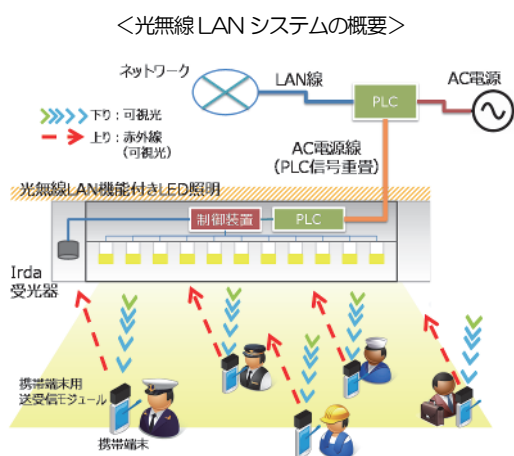 <光無線LANシステムの概要>
ネットワーク
LAN線
PLC
AC電源
下り:可視光
上り:赤外線
(可視光)
AC電源線
(PLC信号重畳)
光無線LAN機能付きLED照明
制御装置
PLC
Irda
受光器
携帯端末用
送受信モジュール
携帯端末